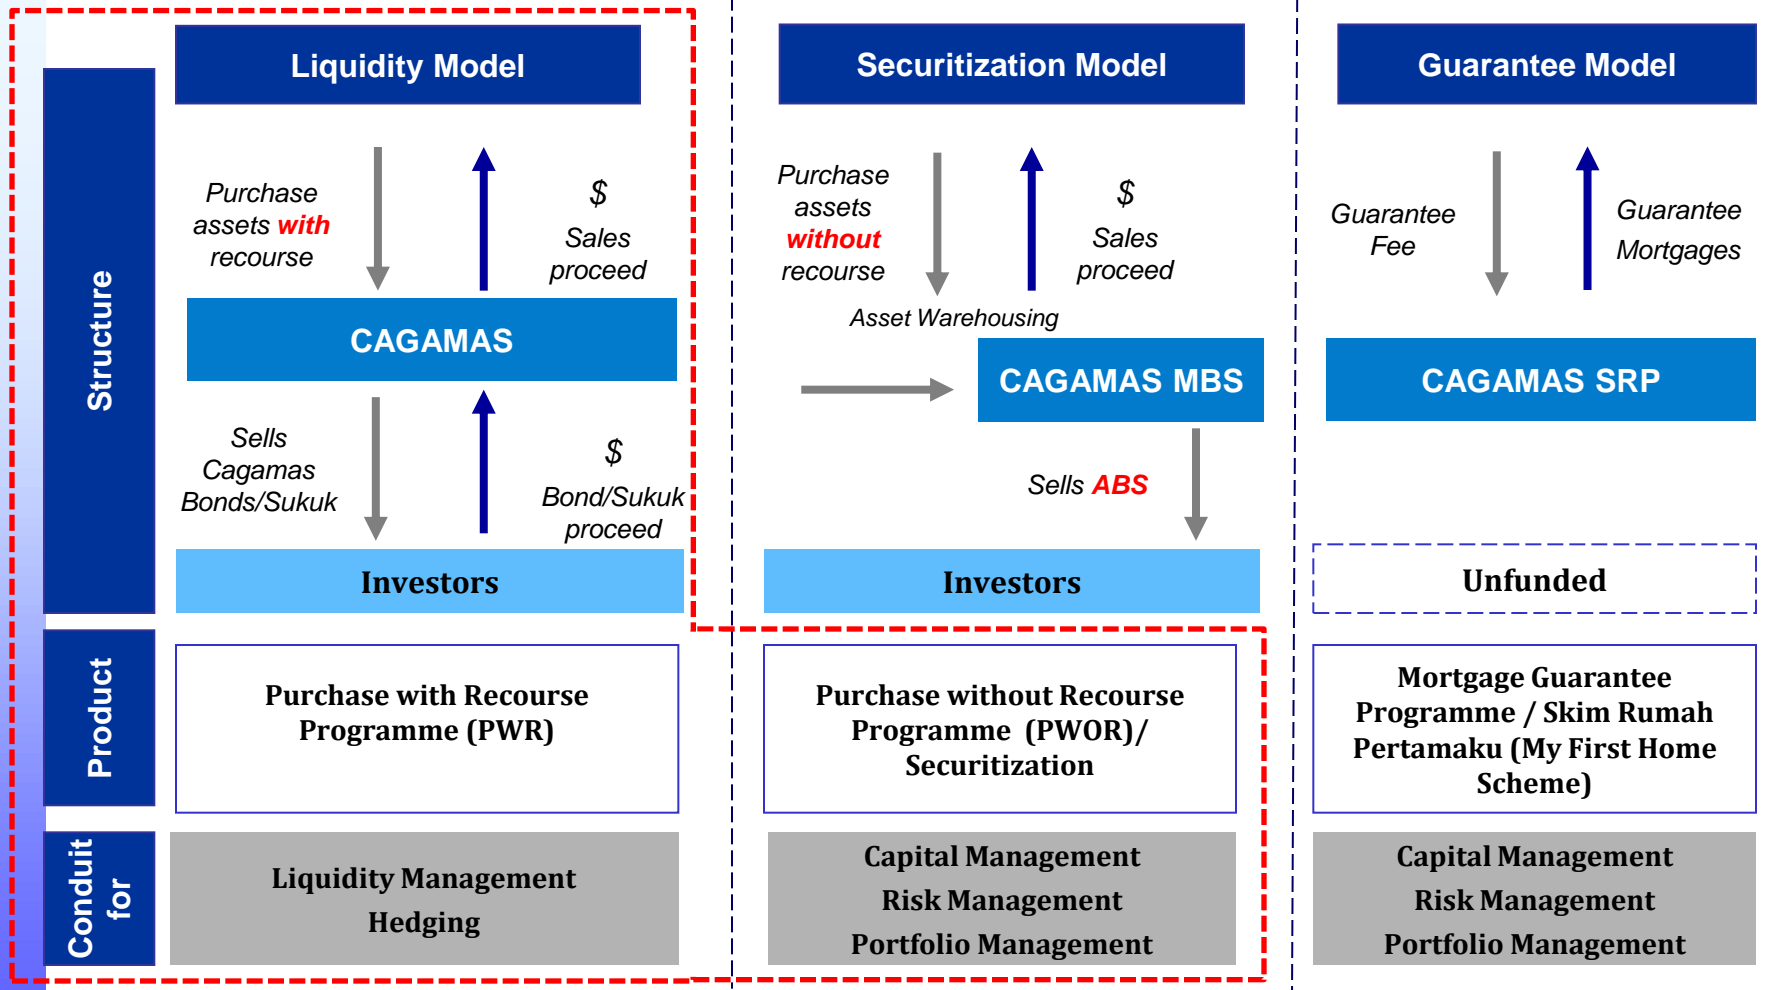 Liquidity Model
Securitization Model
Guarantee Model
Structure
Purchase
assets with
recourse
$
Sales
proceed
CAGAMAS
Sells
Cagamas
Bonds/Sukuk
$
Bond/Sukuk
proceed
Investors
Purchase
assets
without
recourse
$
Sales
proceed
Asset Warehousing
CAGAMAS MBS
Sells ABS
Investors
Guarantee
Fee
Guarantee
Mortgages
CAGAMAS SRP
Unfunded
Product
Purchase with Recourse
Programme (PWR)
Purchase without Recourse
Programme (PWOR)/
Securitization
Mortgage Guarantee
Programme / Skim Rumah
Pertamaku (My First Home
Scheme)
Conduit
for
Liquidity Management
Hedging
Capital Management
Risk Management
Portfolio Management
Capital Management
Risk Management
Portfolio Management